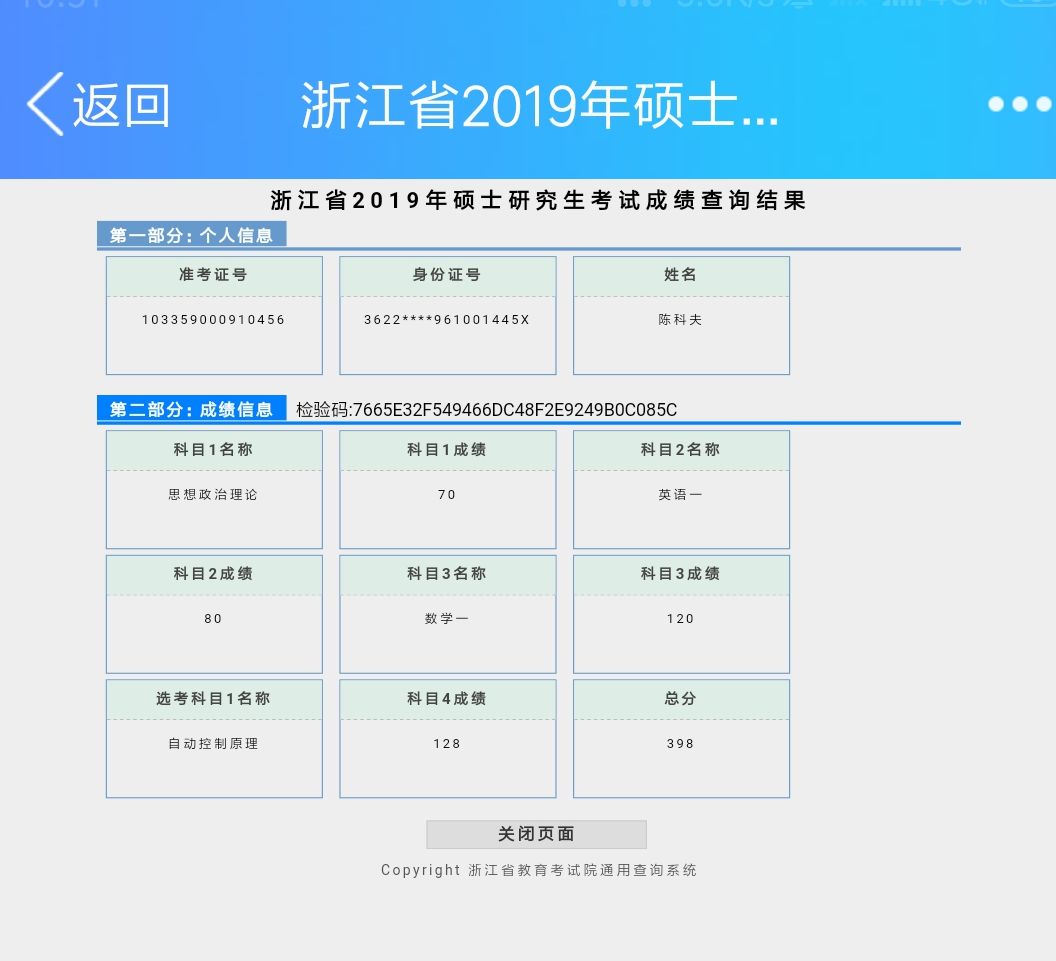 返回 浙江省2019年硕士...
浙江省2019年硕士研究生考试成绩查询结果
第一部分: 个人信息
准考证号 身份证号 姓名
103359000910456 3622****961001445X 陈科夫
第二部分: 成绩信息 检验码:7665E32F549466DC48F2E9249B0C085C
科目1名称 科目1成绩 科目2名称
思想政治理论 70 英语一
科目2成绩 科目3名称 科目3成绩
80 数学一 120
选考科目1名称 科目4成绩 总分
自动控制原理 128 398
关闭页面
Copyright 浙江省教育考试院通用查询系统